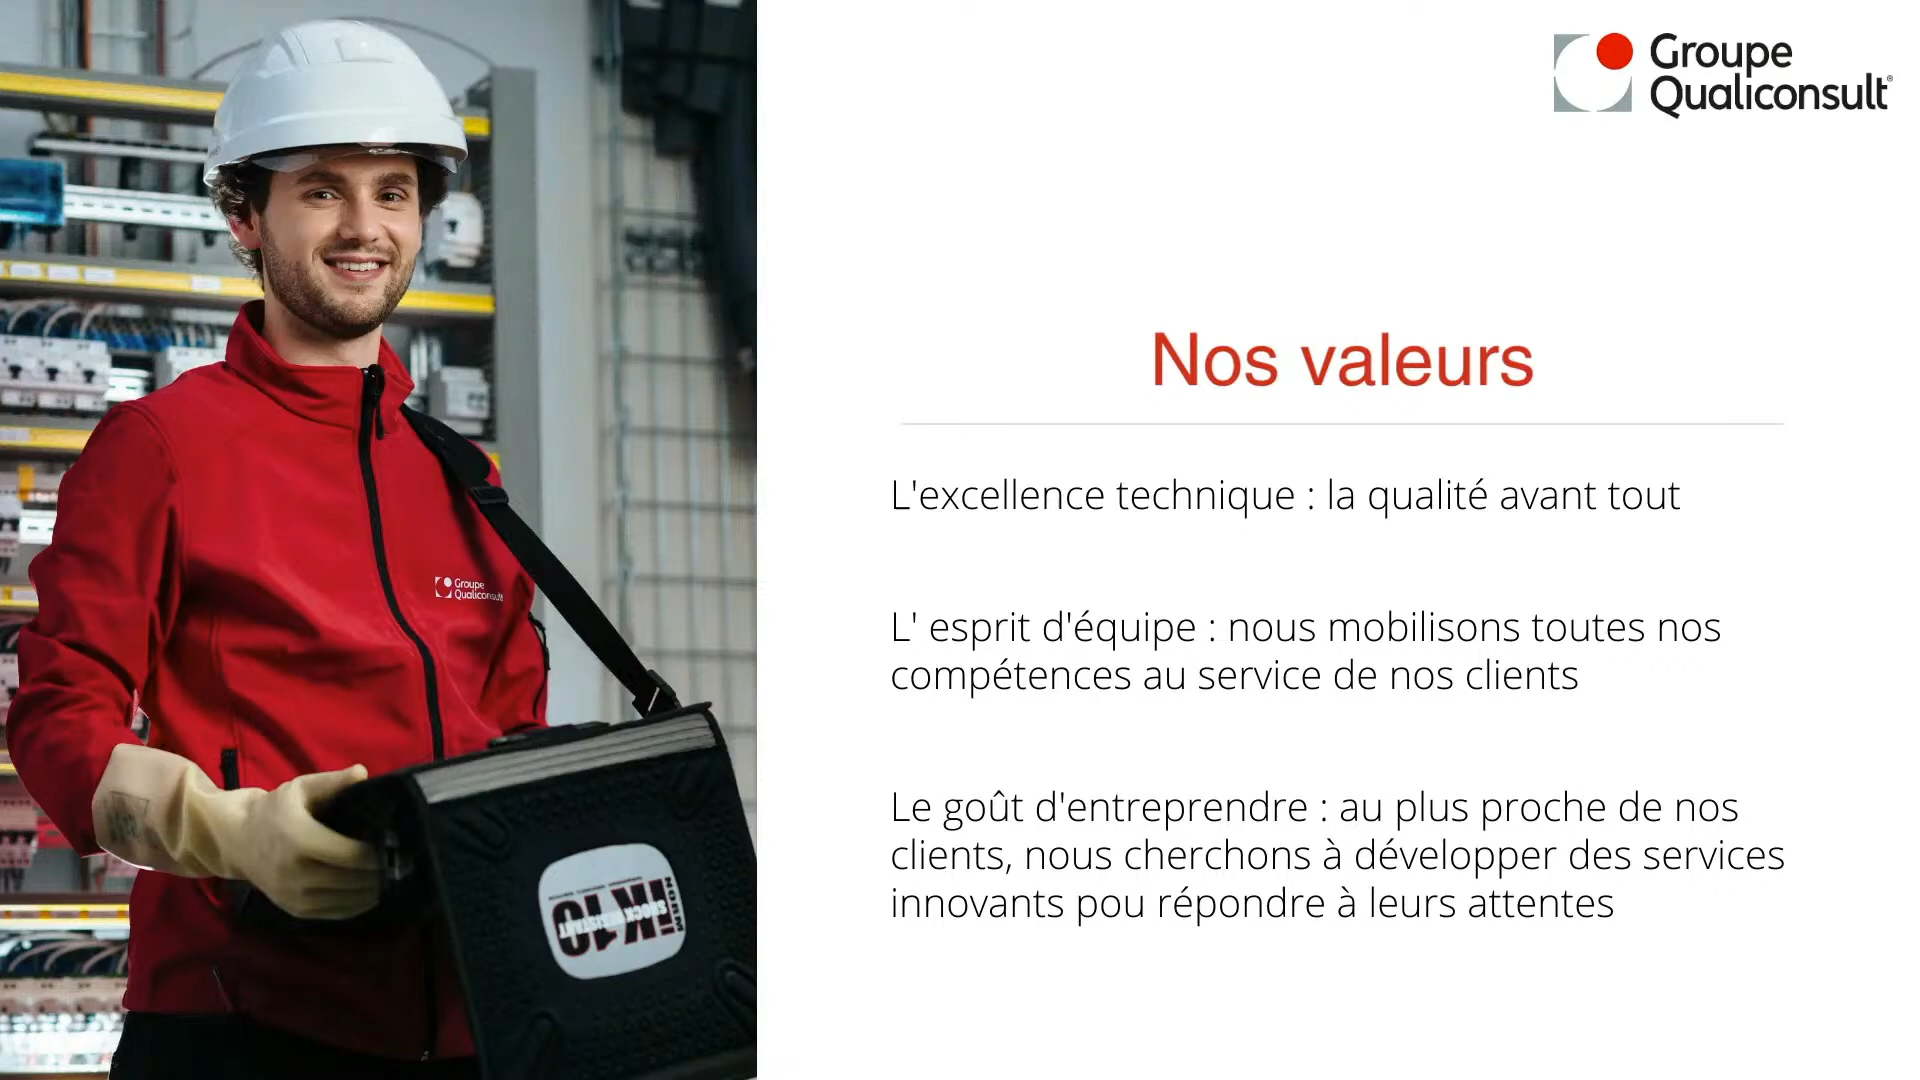 Groupe
Qualiconsult®
Nos valeurs
L'excellence technique : la qualité avant tout
L' esprit d'équipe : nous mobilisons toutes nos
compétences au service de nos clients
Le goût d'entreprendre : au plus proche de nos
clients, nous cherchons à développer des services
innovants pou répondre à leurs attentes
Groupe
Qualiconsult
NORM
iK10
SHOCK RESISTANT